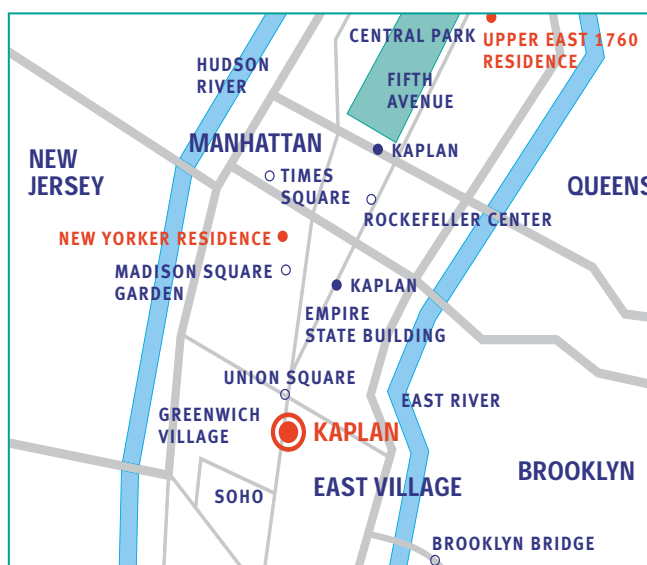 CENTRAL PARK
UPPER EAST 1760
RESIDENCE
HUDSON
RIVER
FIFTH
AVENUE
MANHATTAN
KAPLAN
NEW
JERSEY
TIMES
SQUARE
QUEENS
ROCKEFELLER CENTER
NEW YORKER RESIDENCE
MADISON SQUARE
GARDEN
KAPLAN
EMPIRE
STATE BUILDING
UNION SQUARE
EAST RIVER
GREENWICH
VILLAGE
KAPLAN
BROOKLYN
SOHO
EAST VILLAGE
BROOKLYN BRIDGE